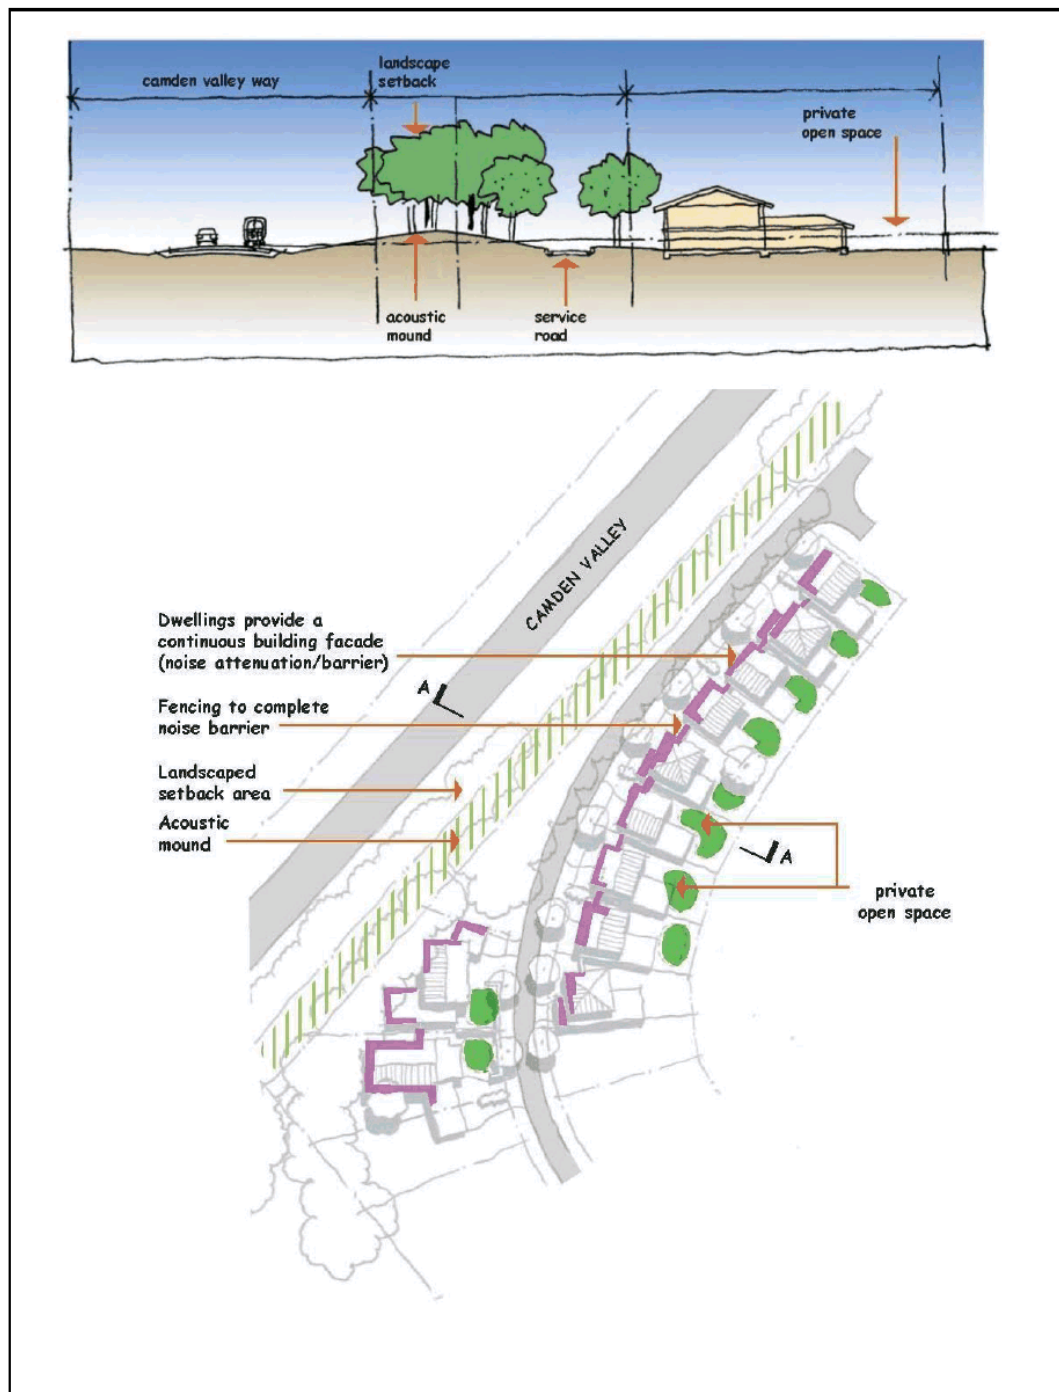 camden valley way
landscape
setback
private
open space
acoustic
mound
service
road
CAMDEN VALLEY
Dwellings provide a
continuous building facade
(noise attenuation/barrier)
A
Fencing to complete
noise barrier
Landscaped
setback area
Acoustic
mound
A
private
open space